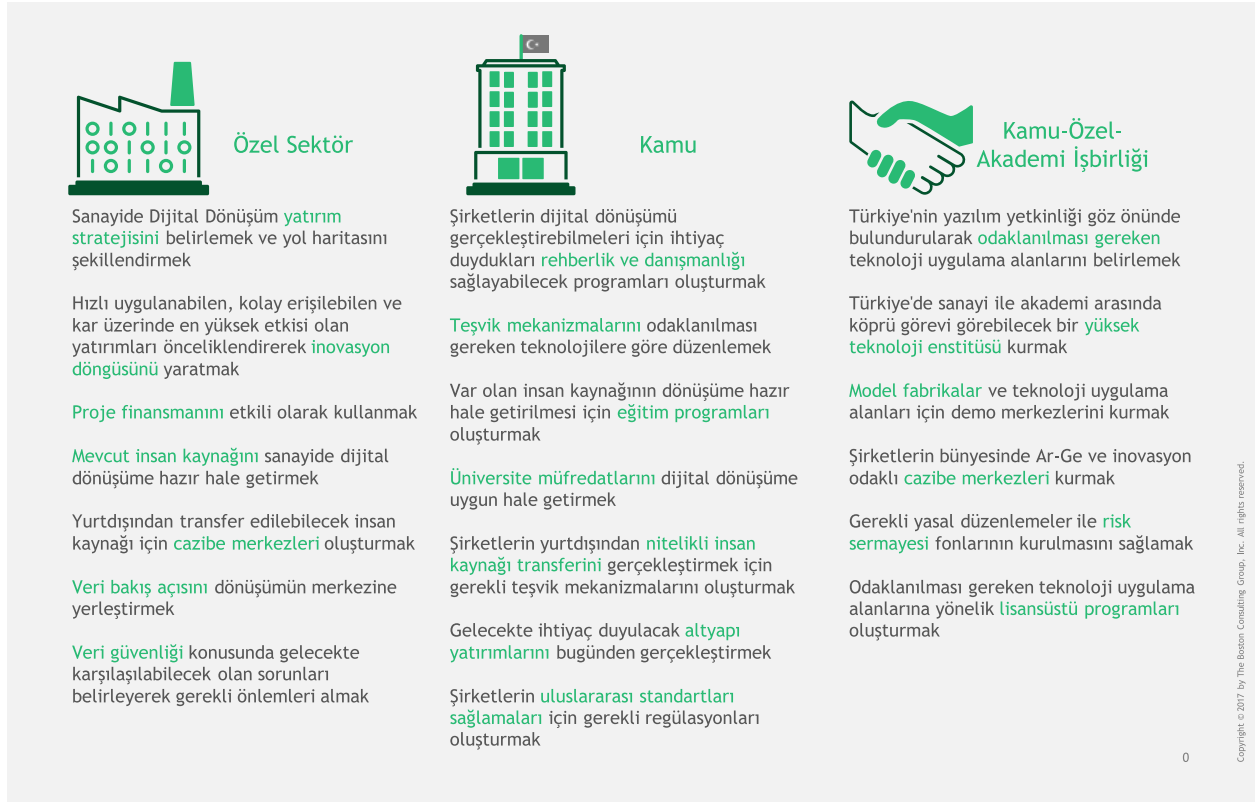 Özel Sektör
Sanayide Dijital Dönüşüm yatırım
stratejisini belirlemek ve yol haritasını
şekillendirmek
Hızlı uygulanabilen, kolay erişilebilen ve
kar üzerinde en yüksek etkisi olan
yatırımları önceliklendirerek inovasyon
döngüsünü yaratmak
Proje finansmanını etkili olarak kullanmak
Mevcut insan kaynağını sanayide dijital
dönüşüme hazır hale getirmek
Yurtdışından transfer edilebilecek insan
kaynağı için cazibe merkezleri oluşturmak
Veri bakış açısını dönüşümün merkezine
yerleştirmek
Veri güvenliği konusunda gelecekte
karşılaşılabilecek olan sorunları
belirleyerek gerekli önlemleri almak
Kamu
Şirketlerin dijital dönüşümü
gerçekleştirebilmeleri için ihtiyaç
duydukları rehberlik ve danışmanlığı
sağlayabilecek programları oluşturmak
Teşvik mekanizmalarını odaklanılması
gereken teknolojilere göre düzenlemek
Var olan insan kaynağının dönüşüme hazır
hale getirilmesi için eğitim programları
oluşturmak
Üniversite müfredatlarını dijital dönüşüme
uygun hale getirmek
Şirketlerin yurtdışından nitelikli insan
kaynağı transferini gerçekleştirmek için
gerekli teşvik mekanizmalarını oluşturmak
Gelecekte ihtiyaç duyulacak altyapı
yatırımlarını bugünden gerçekleştirmek
Şirketlerin uluslararası standartları
sağlamaları için gerekli regülasyonları
oluşturmak
Kamu-Özel-
Akademi İşbirliği
Türkiye'nin yazılım yetkinliği göz önünde
bulundurularak odaklanılması gereken
teknoloji uygulama alanlarını belirlemek
Türkiye'de sanayi ile akademi arasında
köprü görevi görebilecek bir yüksek
teknoloji enstitüsü kurmak
Model fabrikalar ve teknoloji uygulama
alanları için demo merkezlerini kurmak
Şirketlerin bünyesinde Ar-Ge ve inovasyon
odaklı cazibe merkezleri kurmak
Gerekli yasal düzenlemeler ile risk
sermayesi fonlarının kurulmasını sağlamak
Odaklanılması gereken teknoloji uygulama
alanlarına yönelik lisansüstü programları
oluşturmak
0
Copyright © 2017 by The Boston Consulting Group, Inc. All rights reserved.